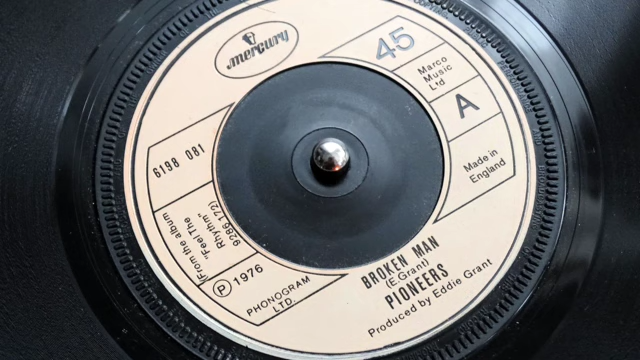 mercury
45
Marco
Music
Ltd
A
Made in
England
6198 081
(From the album
"Feel The
Rhythm"
9286 172)
P 1976
PHONOGRAM
LTD.
BROKEN MAN
(E.Grant)
PIONEERS
Produced by Eddie Grant